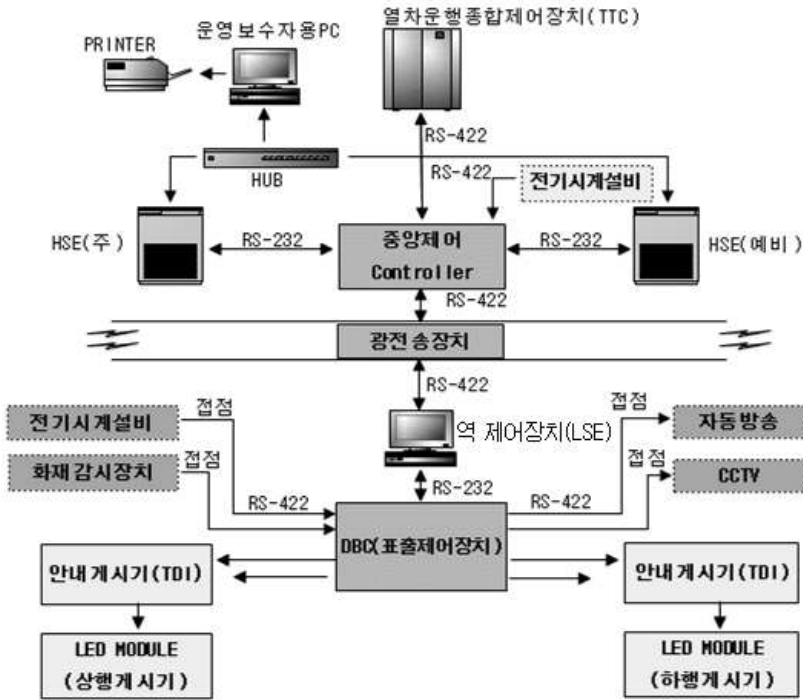 열차운행종합제어장치(TTC)
운영보수자용PC
PRINTER
RS-422
RS-422
HUB
전기시계설비
HSE(주)
RS-232
중앙제어
Controller
RS-232
HSE(예비)
RS-422
광전송장치
RS-422
접점
접점
전기시계설비
역 제어장치(LSE)
자동방송
화재감시장치
접점
접점
CCTV
RS-232
RS-422
RS-422
DBC(표출제어장치)
안내게시기(TDI)
안내게시기(TDI)
LED MODULE
(상행게시기)
LED MODULE
(하행게시기)